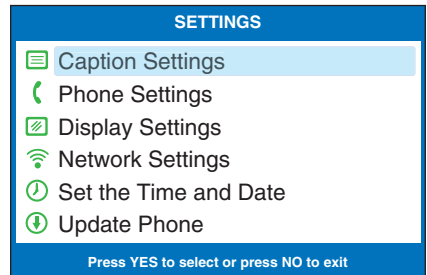 SETTINGS
Caption Settings
Phone Settings
Display Settings
Network Settings
Set the Time and Date
Update Phone
Press YES to select or press NO to exit